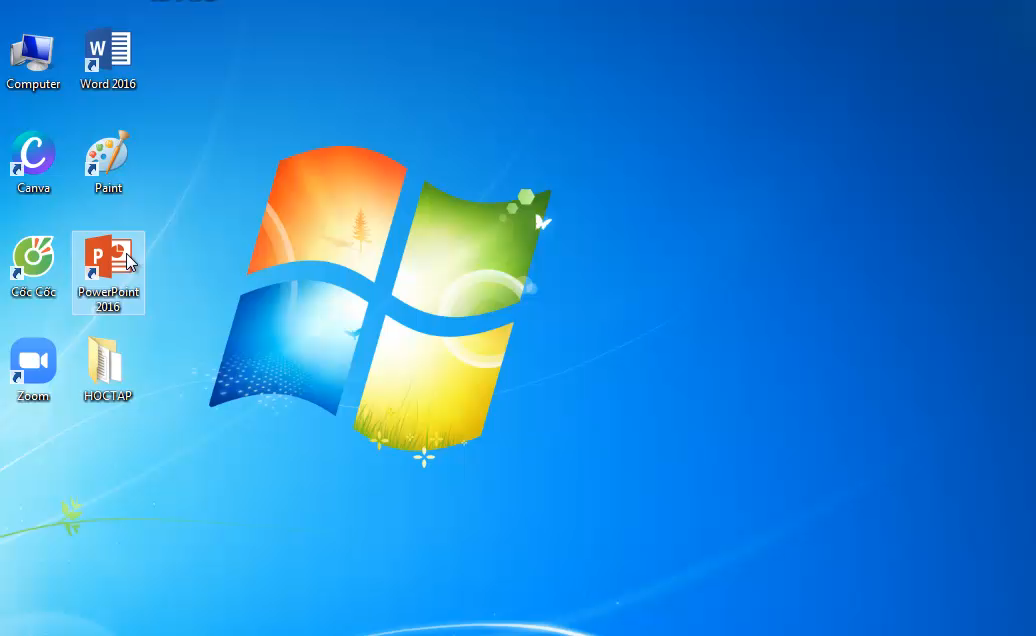 Computer
Word 2016
Canva
Paint
Cốc Cốc
PowerPoint
2016
Zoom
HOCTAP